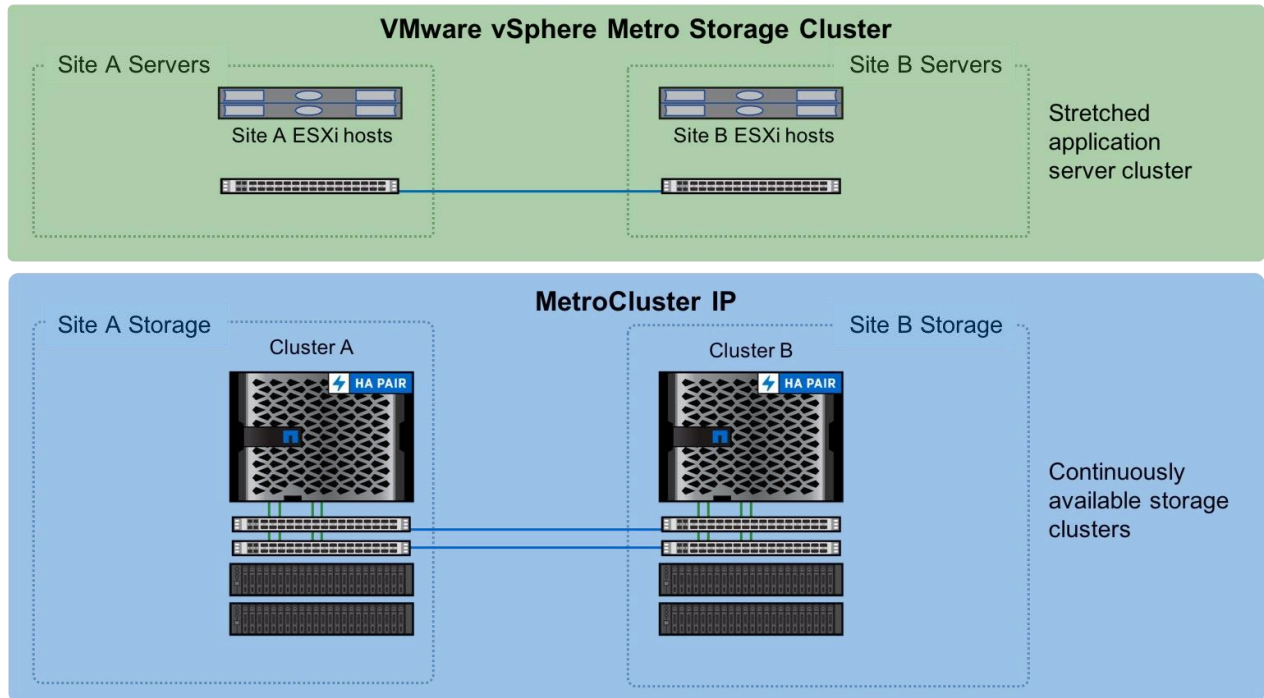 VMware vSphere Metro Storage Cluster
Site A Servers
Site B Servers
Site A ESXi hosts
Site B ESXi hosts
Stretched
application
server cluster
MetroCluster IP
Site A Storage
Site B Storage
Cluster A
Cluster B
HA PAIR
HA PAIR
Continuously
available storage
clusters